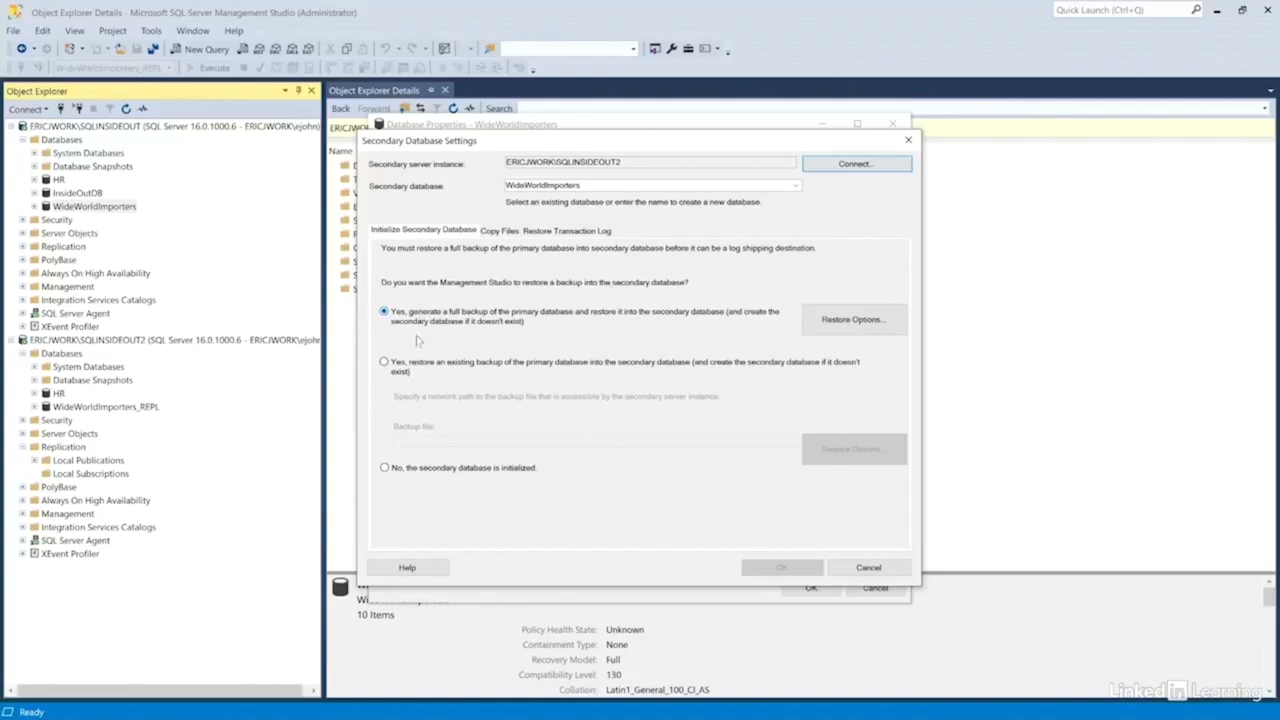 Object Explorer Details - Microsoft SQL Server Management Studio (Administrator)
Quick Launch (Ctrl+Q)
File Edit View Project Tools Window Help
New Query
WideWorldImporters_REPL
Execute
Object Explorer
Connect
ERICJWORK\SQLINSIDEOUT (SQL Server 16.0.1000.6 - ERICJWORK\ejohn)
Databases
System Databases
Database Snapshots
HR
InsideOutDB
WideWorldImporters
Security
Server Objects
Replication
PolyBase
Always On High Availability
Management
Integration Services Catalogs
SQL Server Agent
XEvent Profiler
ERICJWORK\SQLINSIDEOUT2 (SQL Server 16.0.1000.6 - ERICJWORK\ejohn
Databases
System Databases
Database Snapshots
HR
WideWorldImporters_REPL
Security
Server Objects
Replication
Local Publications
Local Subscriptions
PolyBase
Always On High Availability
Management
Integration Services Catalogs
SQL Server Agent
XEvent Profiler
Object Explorer Details
Back Forward Search
Name
Database Properties - WideWorldImporters
Secondary Database Settings
Secondary server instance: ERICJWORK\SQLINSIDEOUT2 Connect...
Secondary database: WideWorldImporters
Select an existing database or enter the name to create a new database.
Initialize Secondary Database Copy Files Restore Transaction Log
You must restore a full backup of the primary database into secondary database before it can be a log shipping destination.
Do you want the Management Studio to restore a backup into the secondary database?
Yes, generate a full backup of the primary database and restore it into the secondary database (and create the
secondary database if it doesn't exist)
Restore Options...
Yes, restore an existing backup of the primary database into the secondary database (and create the secondary database if it doesn't
exist)
Specify a network path to the backup file that is accessible by the secondary server instance.
Backup file:
Restore Options...
No, the secondary database is initialized.
Help OK Cancel
OK Cancel
10 Items
Policy Health State: Unknown
Containment Type: None
Recovery Model: Full
Compatibility Level: 130
Collation: Latin1_General_100_CI_AS
LinkedIn Learning
Ready